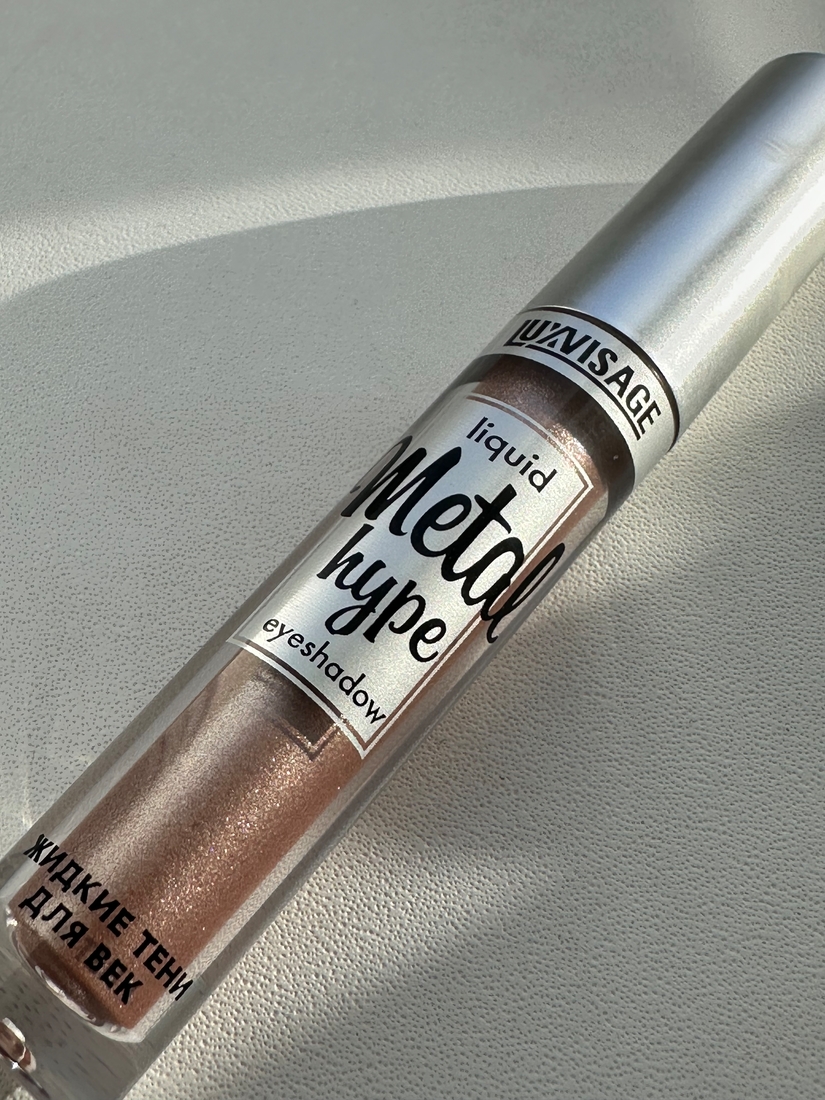 LUXVISAGE
liquid
Metal
hype
eyeshadow
ЖИДКИЕ ТЕНИ
ДЛЯ ВЕК